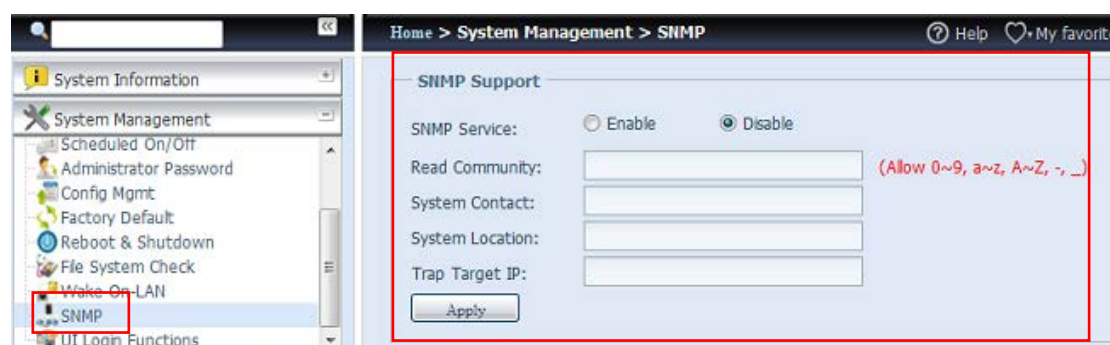 Home > System Management > SNMP
Help
My favorit
System Information
System Management
Scheduled On/Off
Administrator Password
Config Mgmt
Factory Default
Reboot & Shutdown
File System Check
Wake-On-LAN
SNMP
UI Login Functions
SNMP Support
SNMP Service: Enable Disable
Read Community: (Allow 0~9, a~z, A~Z, -, _)
System Contact:
System Location:
Trap Target IP:
Apply